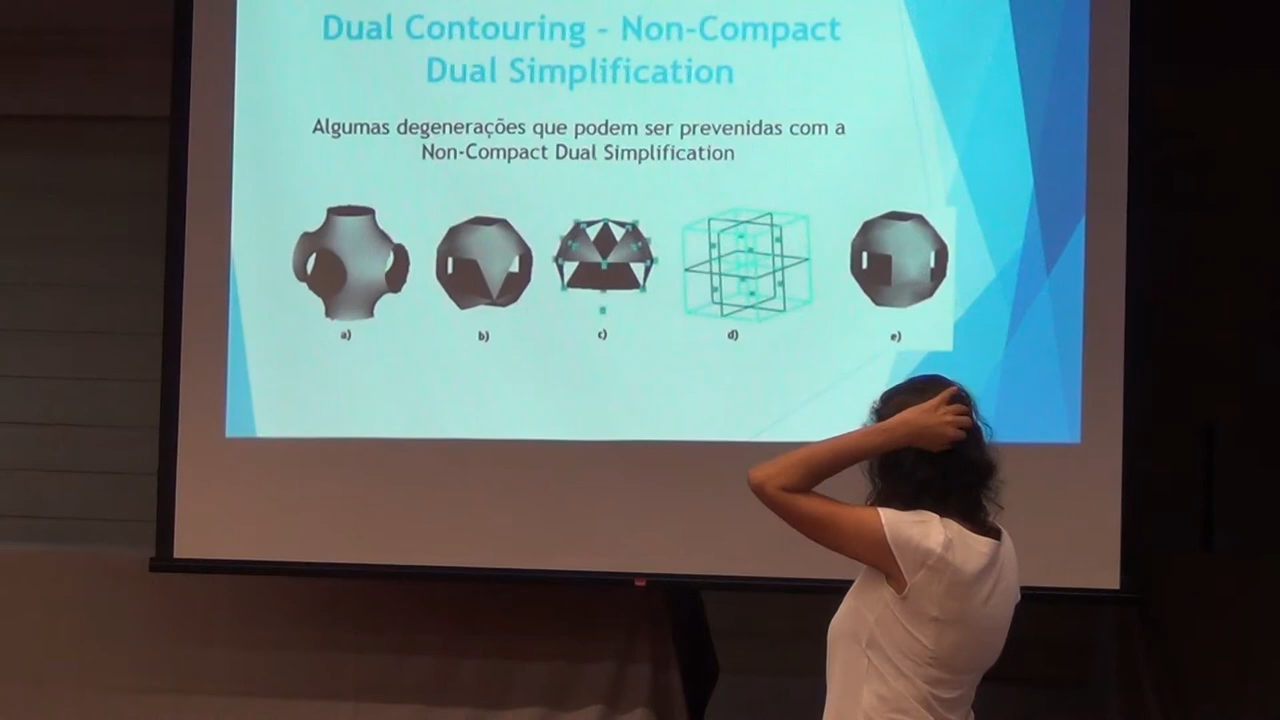 Dual Contouring - Non-Compact
Dual Simplification
Algumas degenerações que podem ser prevenidas com a
Non-Compact Dual Simplification
a)
b)
c)
d)
e)